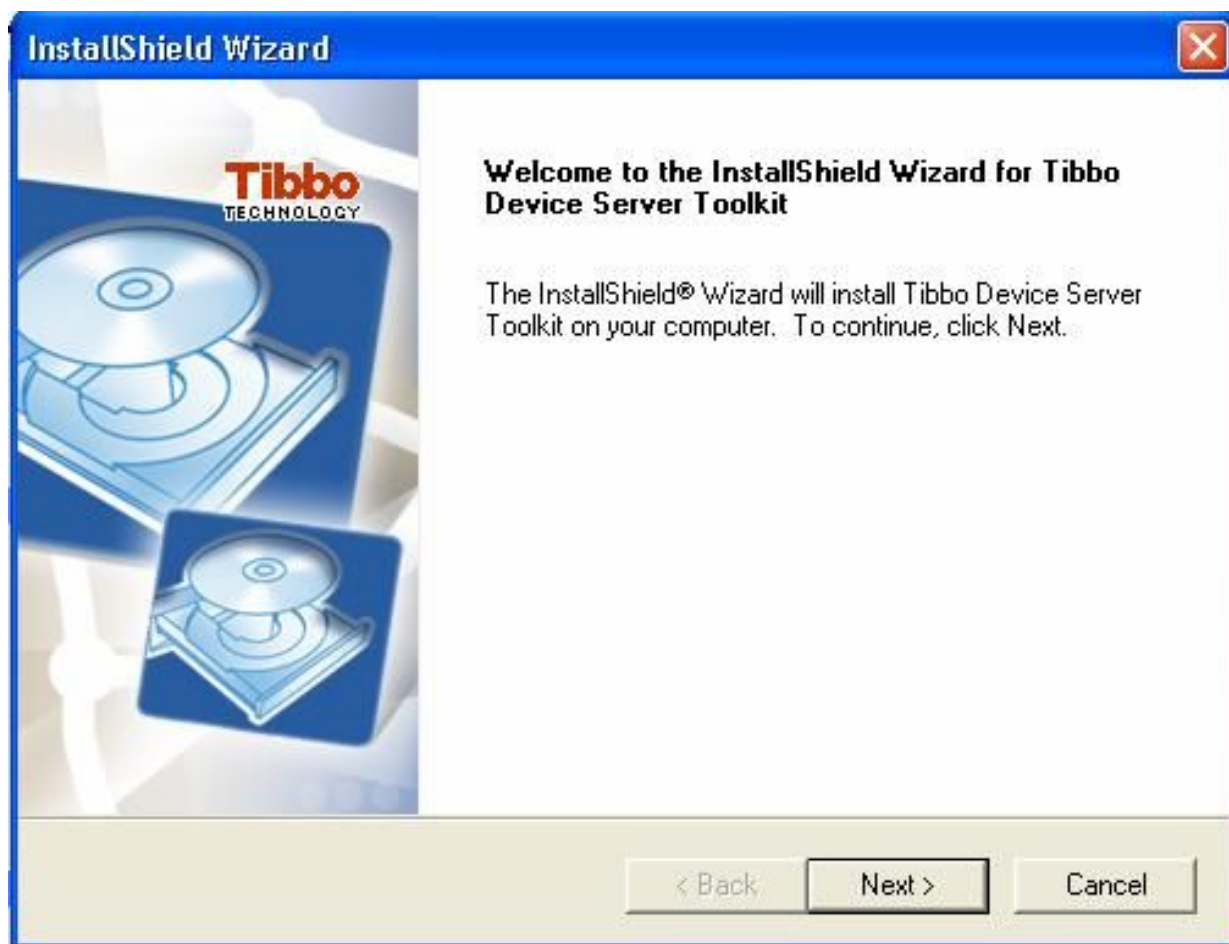 InstallShield Wizard
Tibbo
TECHNOLOGY
Welcome to the InstallShield Wizard for Tibbo
Device Server Toolkit
The InstallShield® Wizard will install Tibbo Device Server
Toolkit on your computer. To continue, click Next.
< Back
Next >
Cancel